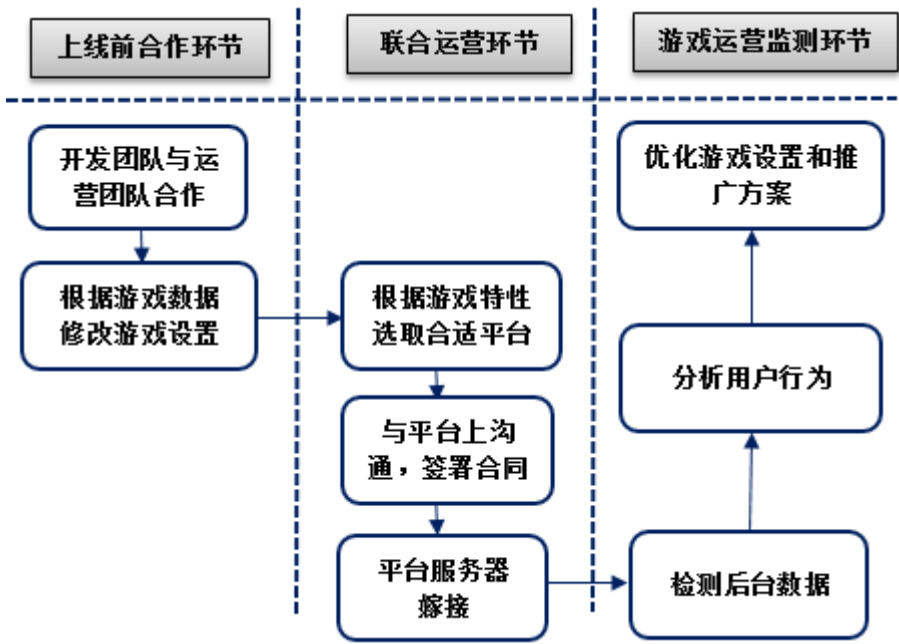 上线前合作环节
联合运营环节
游戏运营监测环节
开发团队与运
营团队合作
根据游戏数据
修改游戏设置
根据游戏特性
选取合适平台
与平台上沟
通，签署合同
平台服务器
嫁接
优化游戏设置和推
广方案
分析用户行为
检测后台数据